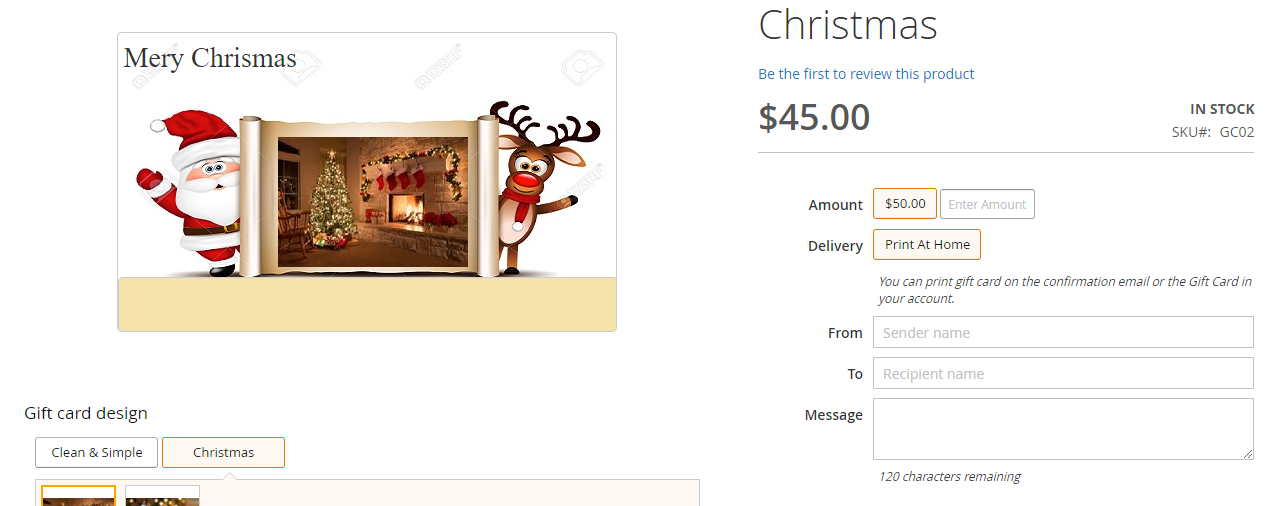 Mery Chrismas
Christmas
Be the first to review this product
$45.00
IN STOCK
SKU#: GC02
Amount
$50.00
Enter Amount
Delivery
Print At Home
You can print gift card on the confirmation email or the Gift Card in
your account.
From
Sender name
To
Recipient name
Message
120 characters remaining
Gift card design
Clean & Simple
Christmas